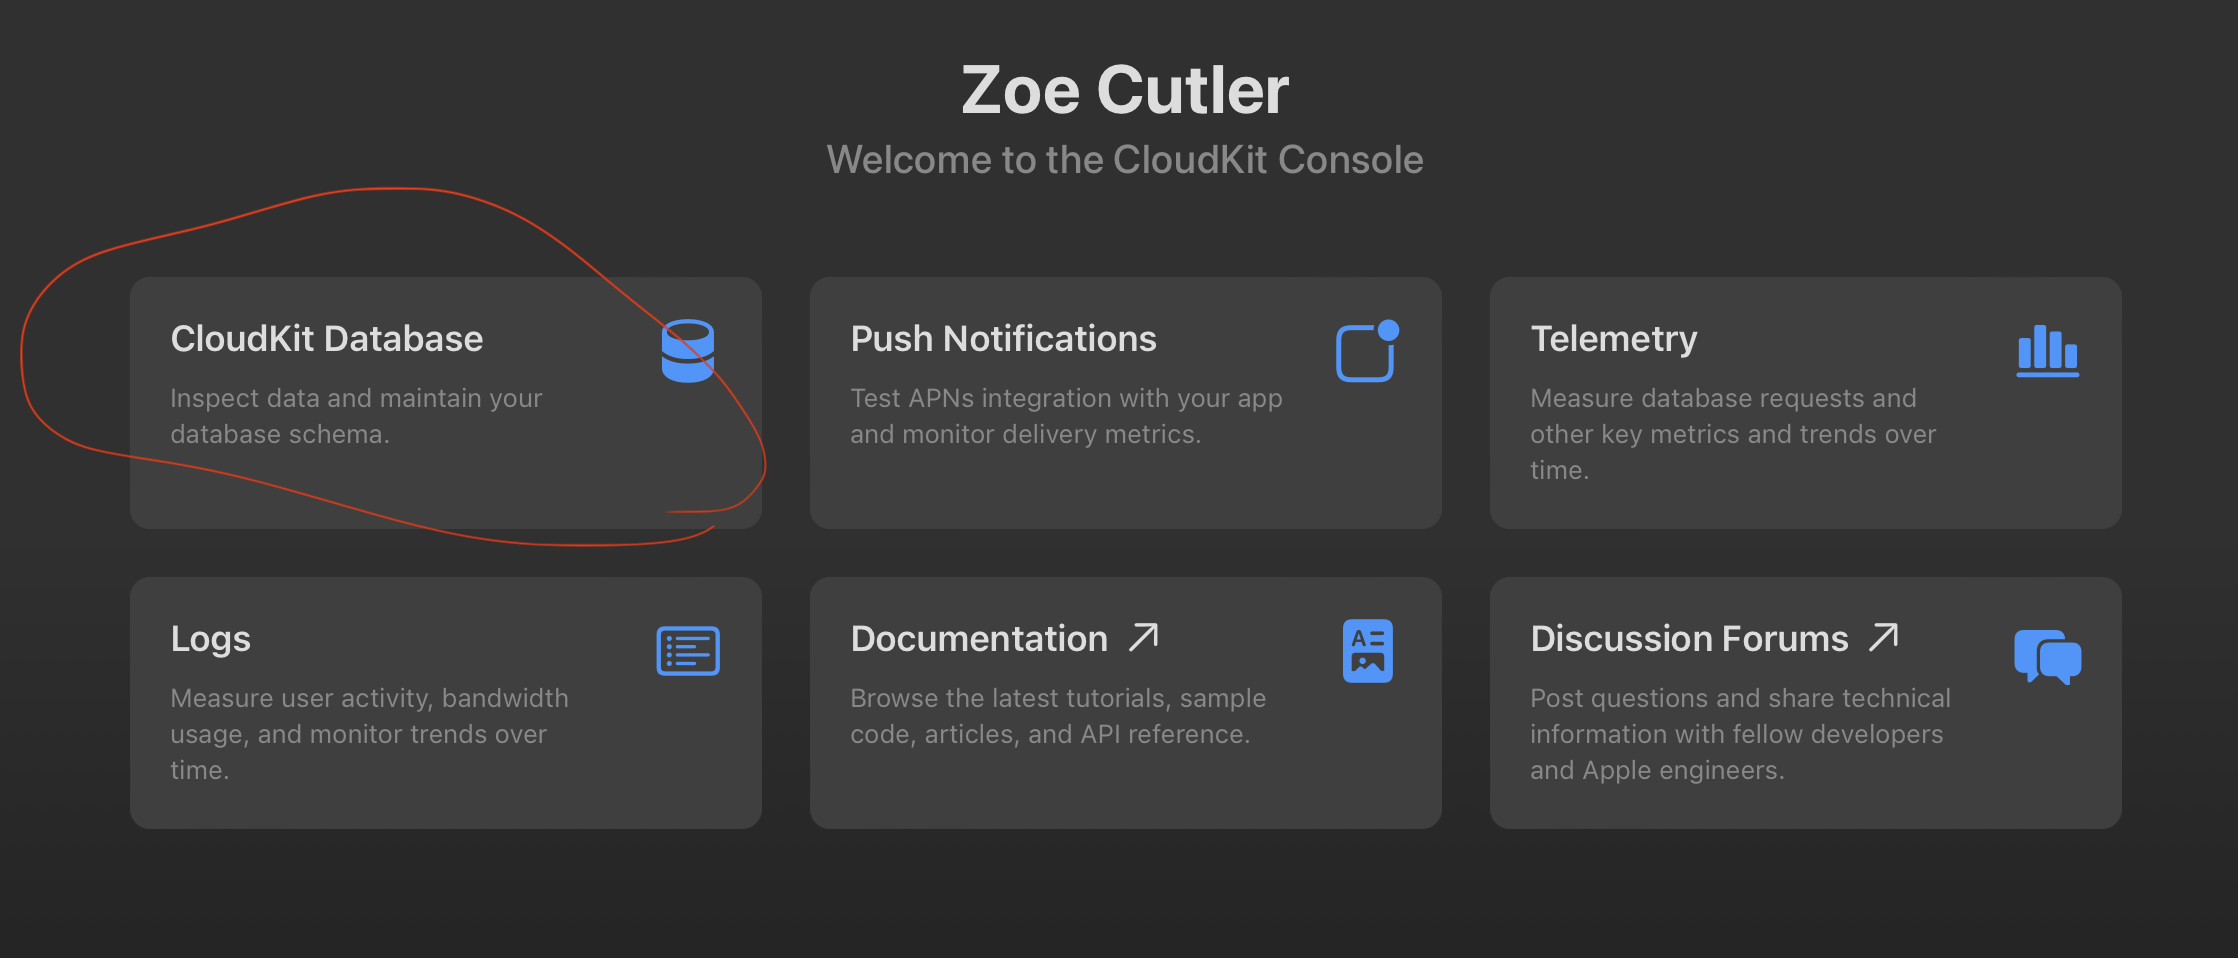 Zoe Cutler
Welcome to the CloudKit Console
CloudKit Database
Inspect data and maintain your
database schema.
Push Notifications
Test APNs integration with your app
and monitor delivery metrics.
Telemetry
Measure database requests and
other key metrics and trends over
time.
Logs
Measure user activity, bandwidth
usage, and monitor trends over
time.
Documentation
Browse the latest tutorials, sample
code, articles, and API reference.
Discussion Forums
Post questions and share technical
information with fellow developers
and Apple engineers.